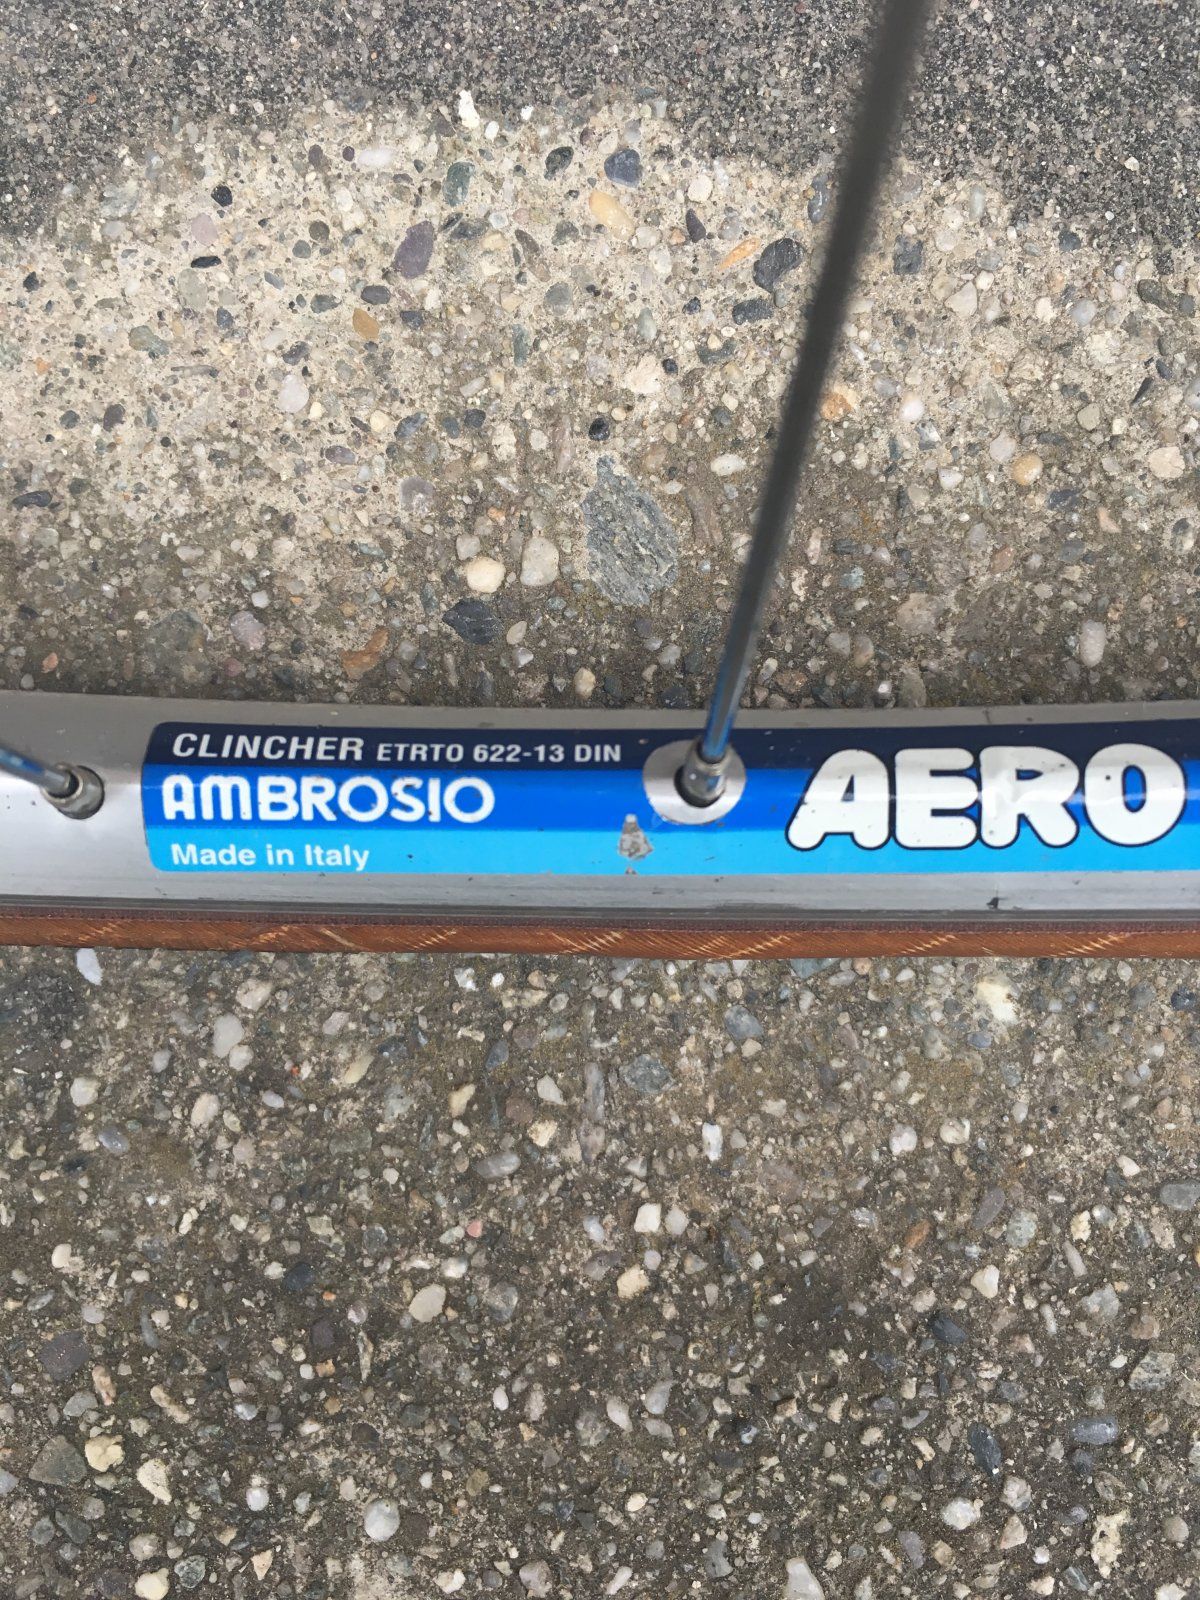 CLINCHER ETRTO 622-13 DIN
AMBROSIO
Made in Italy
AERO